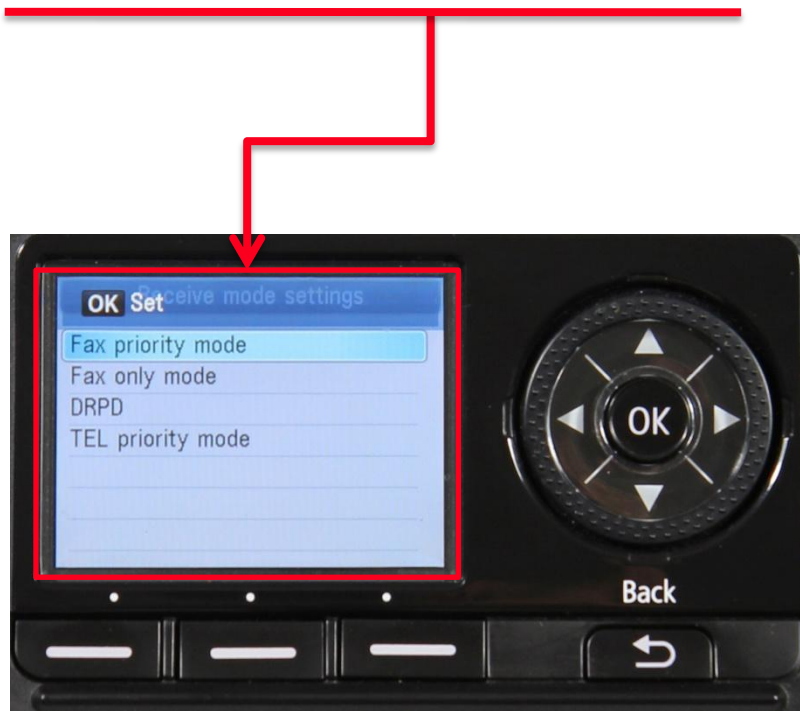 OK Set Receive mode settings
Fax priority mode
Fax only mode
DRPD
TEL priority mode
OK
Back